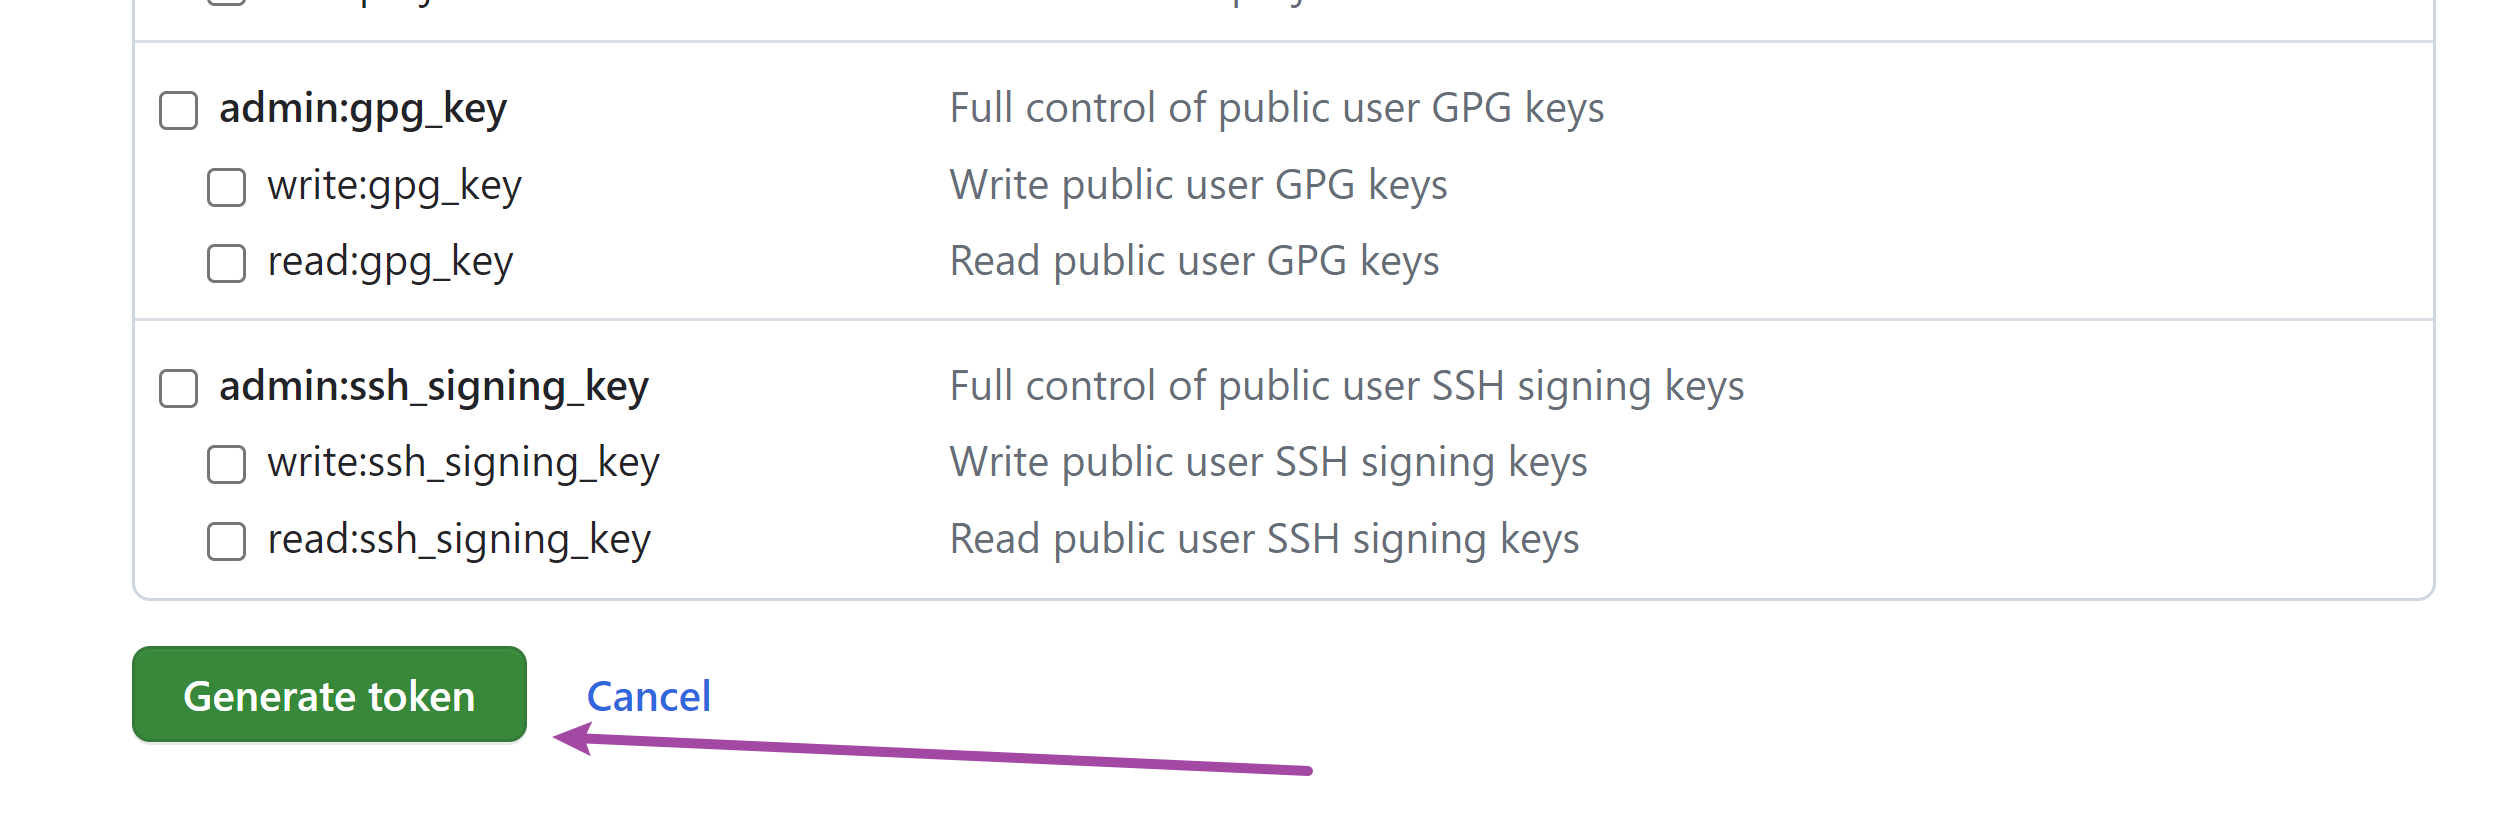 admin:gpg_key Full control of public user GPG keys
write:gpg_key Write public user GPG keys
read:gpg_key Read public user GPG keys
admin:ssh_signing_key Full control of public user SSH signing keys
write:ssh_signing_key Write public user SSH signing keys
read:ssh_signing_key Read public user SSH signing keys
Generate token Cancel